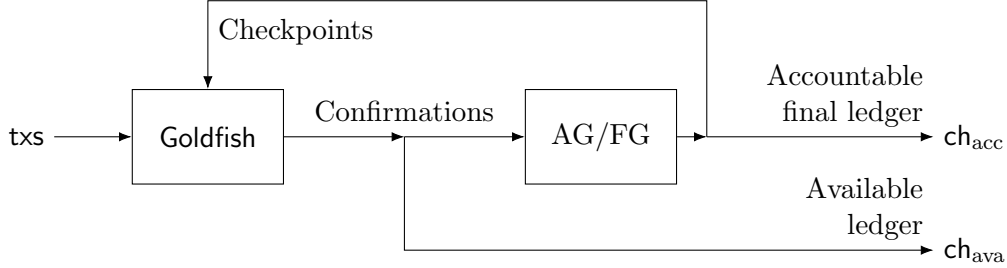 Checkpoints
txs
Goldfish
Confirmations
AG/FG
Accountable
final ledger
ch_acc
Available
ledger
ch_ava